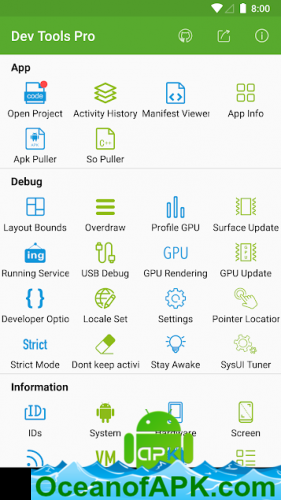 8:00
Dev Tools Pro
App
code
Open Project Activity History Manifest Viewer App Info
C++
Apk Puller So Puller
Debug
Layout Bounds Overdraw Profile GPU Surface Update
ing GPU
Running Service USB Debug GPU Rendering GPU Update
{ }
Developer Optio Locale Set Settings Pointer Location
Strict
Strict Mode Dont keep activi Stay Awake SysUI Tuner
Information
ID
IDs System Screen
VM
APK
OceanofAPK.com